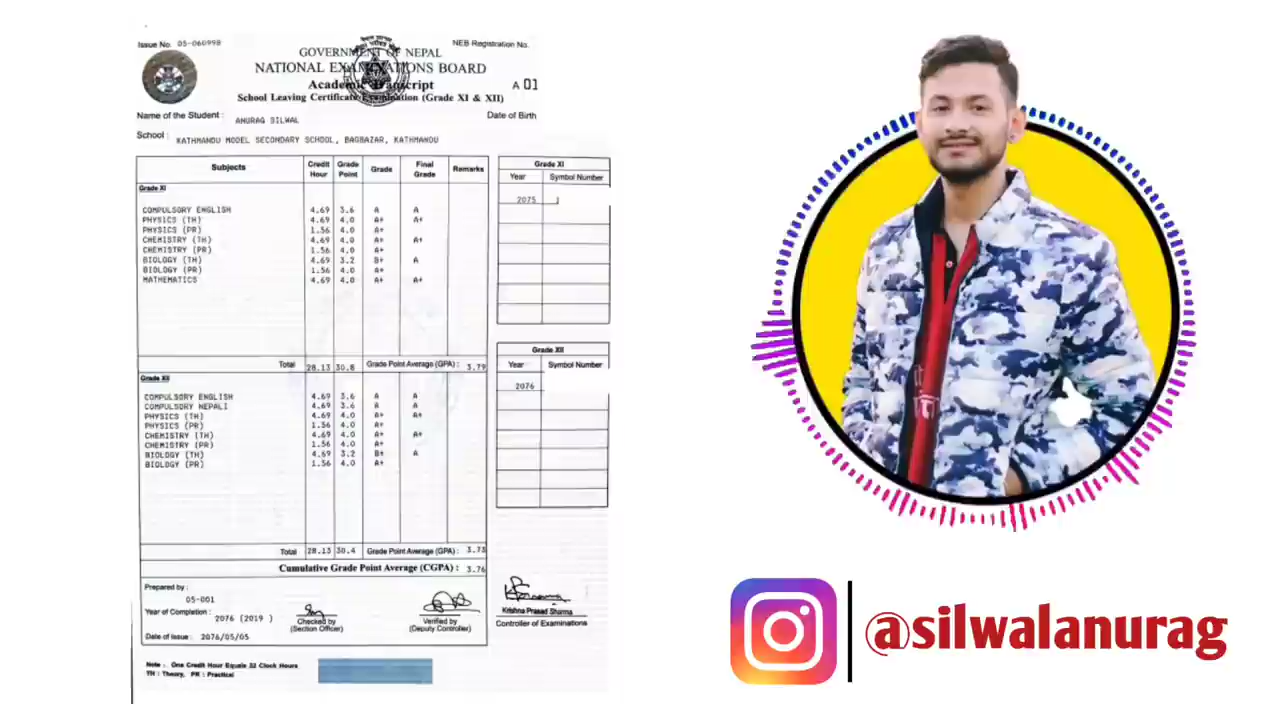 Issue No. 05-060998
NEB Registration No.
GOVERNMENT OF NEPAL
NATIONAL EXAMINATIONS BOARD
Academic Transcript
A 01
School Leaving Certificate Examination (Grade XI & XII)
Name of the Student : ANURAG SILWAL
Date of Birth
School : KATHMANDU MODEL SECONDARY SCHOOL, BAGBAZAR, KATHMANDU
Subjects Credit Hour Grade Point Grade Final Grade Remarks
Grade XI
COMPULSORY ENGLISH 4.69 3.6 A A
PHYSICS (TH) 4.69 4.0 A+ A+
PHYSICS (PR) 1.56 4.0 A+
CHEMISTRY (TH) 4.69 4.0 A+ A+
CHEMISTRY (PR) 1.56 4.0 A+
BIOLOGY (TH) 4.69 3.2 B+ A
BIOLOGY (PR) 1.56 4.0 A+
MATHEMATICS 4.69 4.0 A+ A+
Total 28.13 30.8 Grade Point Average (GPA) : 3.79
Grade XI
Year Symbol Number
2075
Grade XII
COMPULSORY ENGLISH 4.69 3.6 A A
COMPULSORY NEPALI 4.69 3.6 A A
PHYSICS (TH) 4.69 4.0 A+ A+
PHYSICS (PR) 1.56 4.0 A+
CHEMISTRY (TH) 4.69 4.0 A+ A+
CHEMISTRY (PR) 1.56 4.0 A+
BIOLOGY (TH) 4.69 3.2 B+ A
BIOLOGY (PR) 1.56 4.0 A+
Total 28.13 30.4 Grade Point Average (GPA) : 3.73
Cumulative Grade Point Average (CGPA) : 3.76
Grade XII
Year Symbol Number
2076
Prepared by :
05-001
Year of Completion : 2076 (2019 )
Date of Issue : 2076/05/05
Checked by
(Section Officer)
Verified by
(Deputy Controller)
Krishna Prasad Sharma
Controller of Examinations
Note : One Credit Hour Equals 32 Clock Hours
TH : Theory, PR : Practical
@silwalanurag